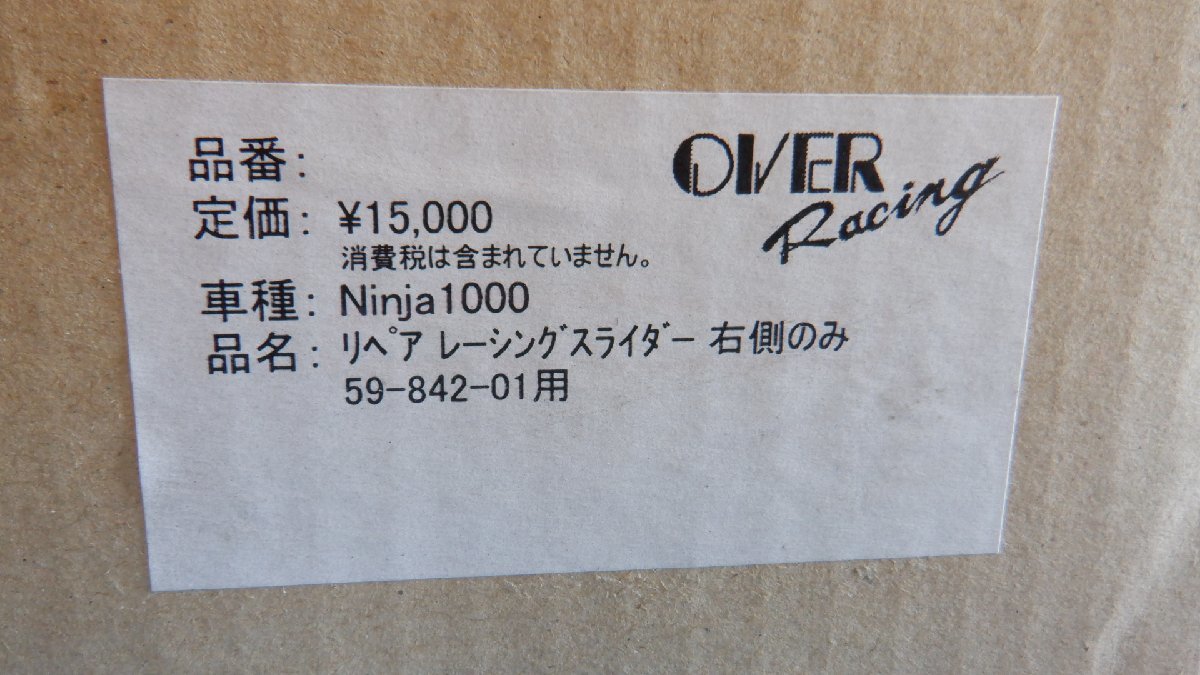 OVER
Racing
品番:
定価: ¥15,000
消費税は含まれていません。
車種: Ninja1000
品名: リペア レーシングスライダー 右側のみ
59-842-01用